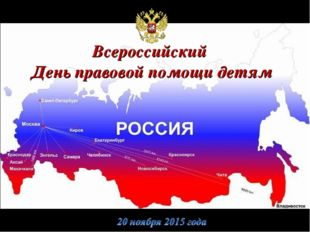 Всероссийский
День правовой помощи детям
Санкт-Петербург
Москва
Киров
РОССИЯ
Екатеринбург
Краснодар
Энгельс
Самара
Челябинск
Красноярск
Аксай
Махачкала
Новосибирск
Чита
Владивосток
20 ноября 2015 года